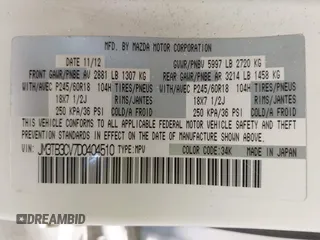 MFD. BY MAZDA MOTOR CORPORATION
DATE 11/12 GVWR/PNBV 5997 LB 2720 KG
FRONT GAWR/PNBE AV 2881 LB 1307 KG REAR GAWR/PNBE AR 3214 LB 1458 KG
WITH/AVEC P245/60R18 104H TIRES/PNEUS WITH/AVEC P245/60R18 104H TIRES/PNEUS
18X7 1/2J RIMS/JANTES 18X7 1/2J RIMS/JANTES
250 KPA/36 PSI COLD/A FROID 250 KPA/36 PSI COLD/A FROID
THIS VEHICLE CONFORMS TO ALL APPLICABLE FEDERAL MOTOR VEHICLE SAFETY
AND THEFT PREVENTION STANDARDS IN EFFECT ON THE DATE OF
MANUFACTURE SHOWN ABOVE.
JM3TB3CV7D0404510 TYPE:MPV
COLOR CODE:34K MADE IN JAPAN
DIBIDBIT.COM